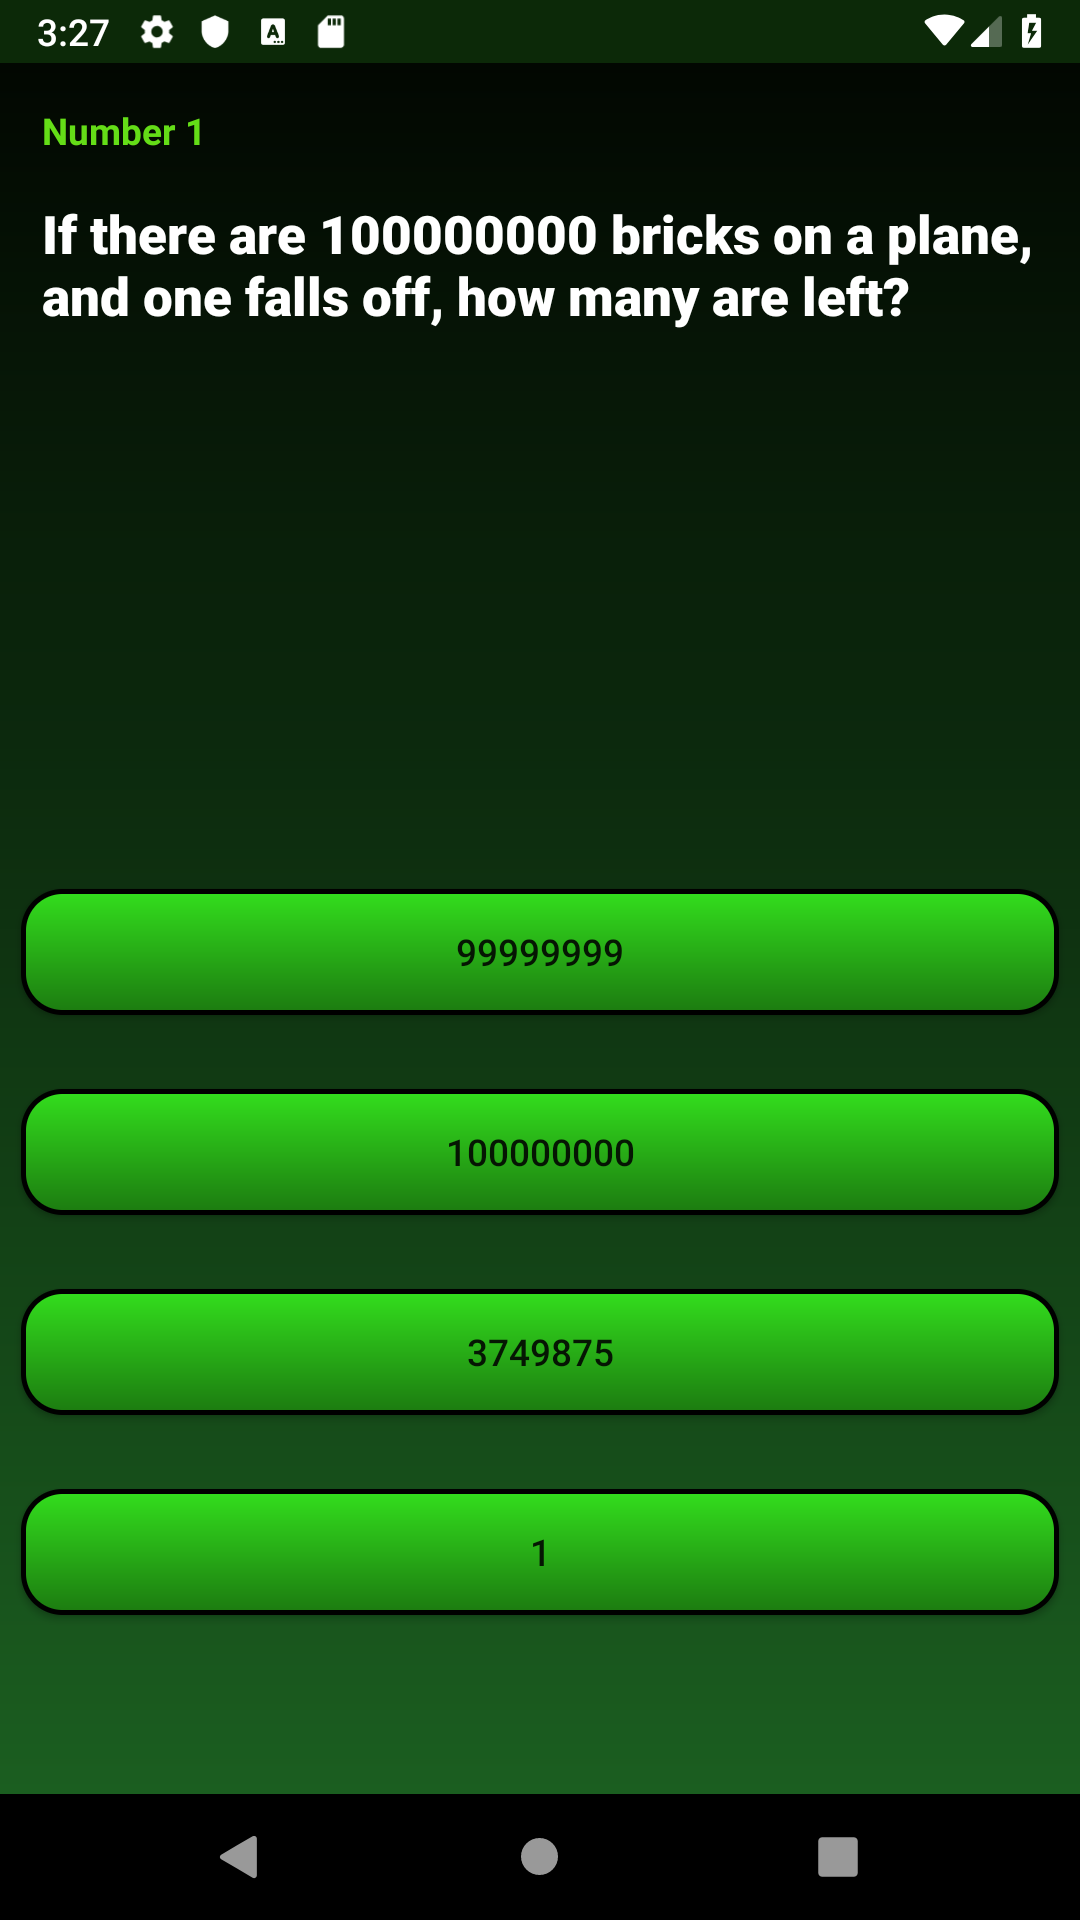 3:27
Number 1
If there are 100000000 bricks on a plane,
and one falls off, how many are left?
99999999
100000000
3749875
1